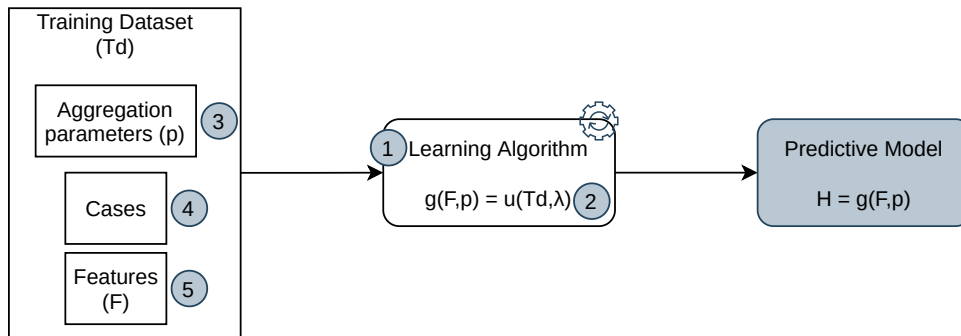 Training Dataset
(Td)
Aggregation
parameters (p)
3
Cases
4
Features
(F)
5
1
Learning Algorithm
g(F,p) = u(Td,λ)
2
Predictive Model
H = g(F,p)